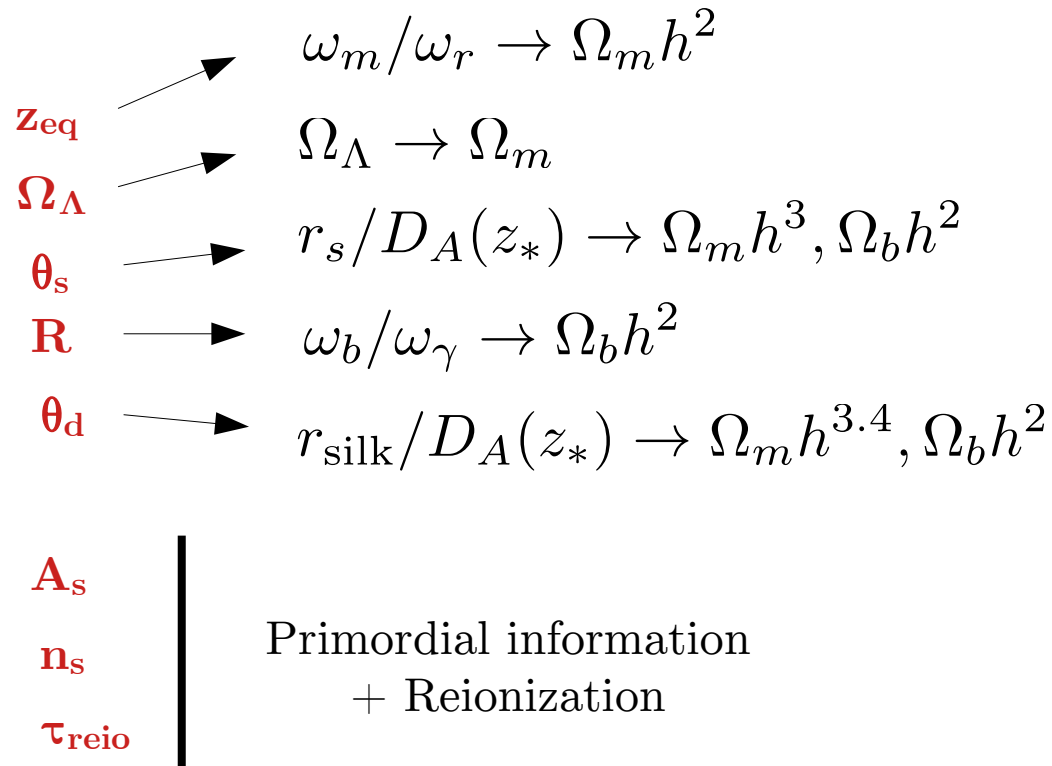 z_eq → ω_m/ω_r → Ω_m h^2
Ω_Λ → Ω_Λ → Ω_m
θ_s → r_s/D_A(z_*) → Ω_m h^3, Ω_b h^2
R → ω_b/ω_γ → Ω_b h^2
θ_d → r_silk/D_A(z_*) → Ω_m h^{3.4}, Ω_b h^2
A_s
n_s
τ_reio
Primordial information
+ Reionization